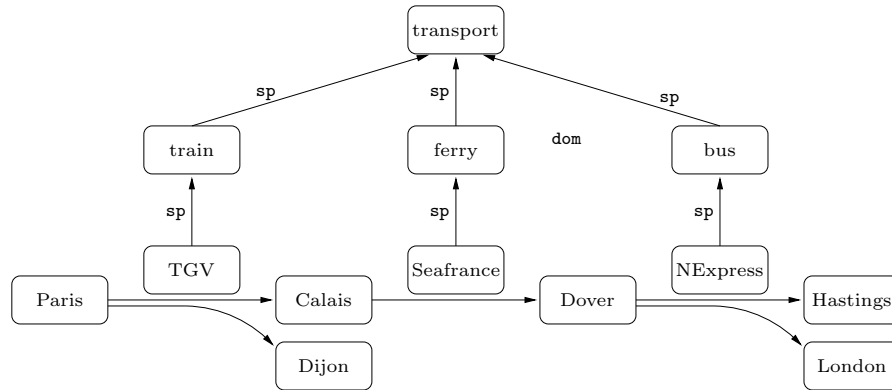 transport
sp sp sp
train ferry dom bus
sp sp sp
TGV Seafrance NExpress
Paris Calais Dover Hastings
Dijon London